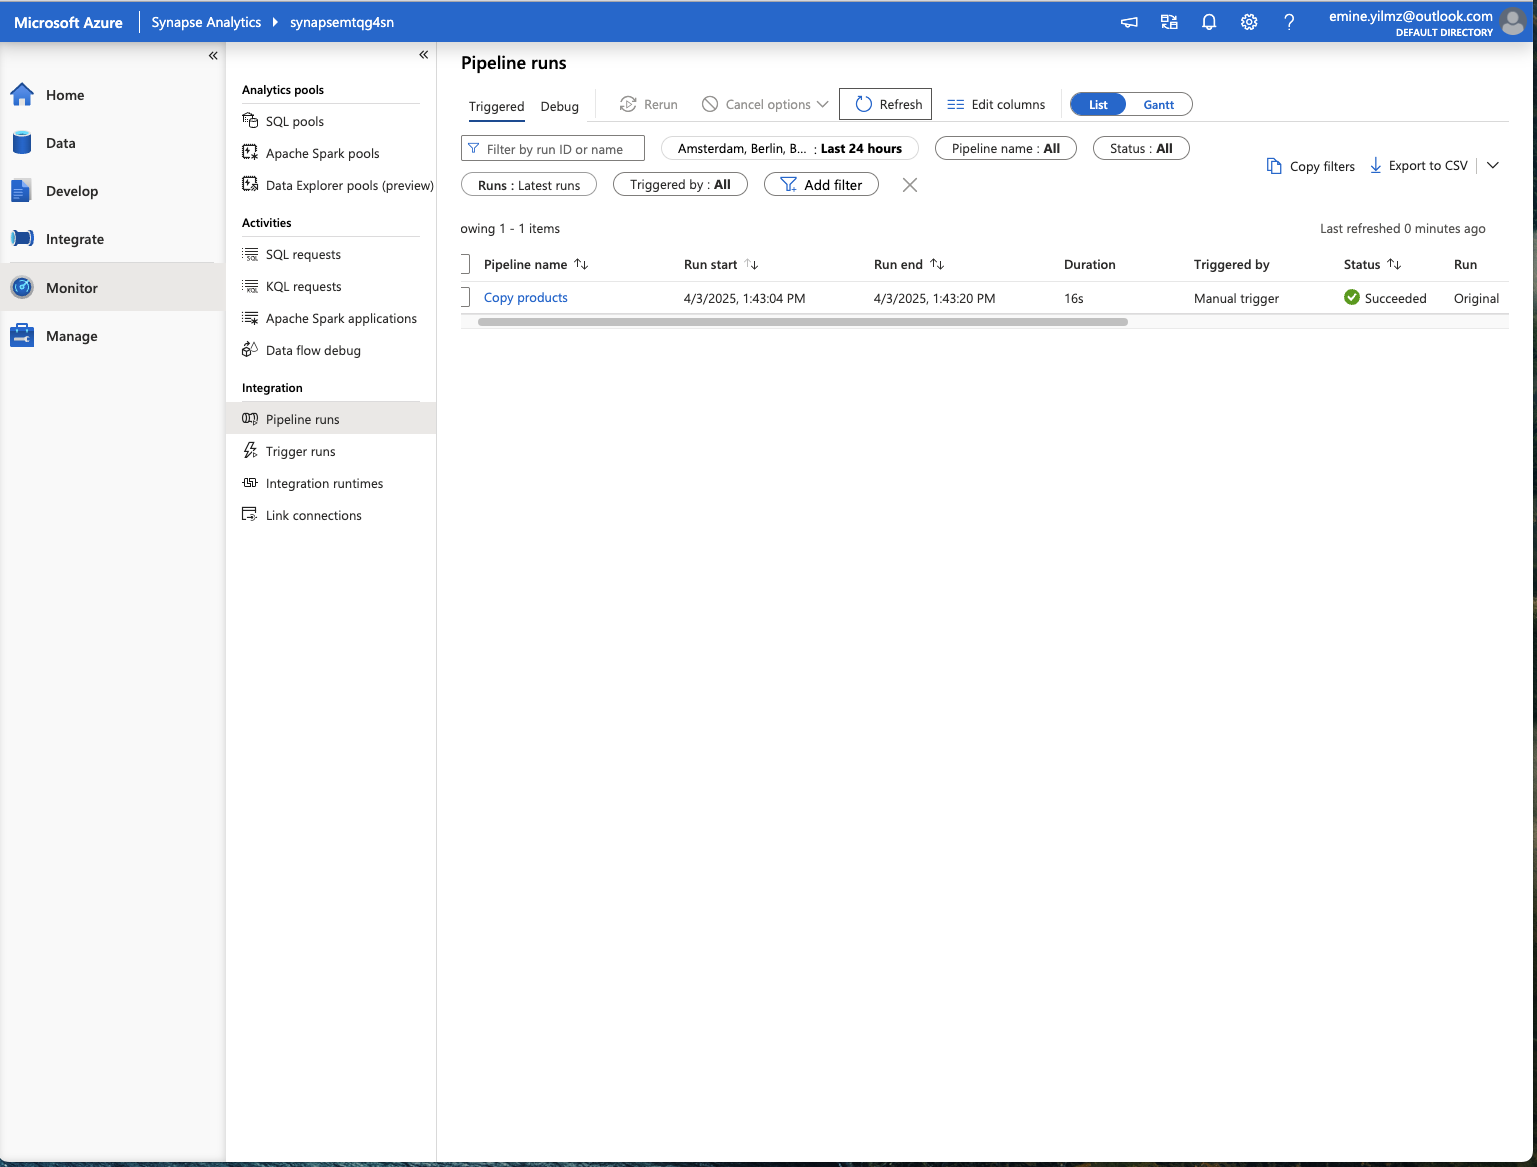 Microsoft Azure
Synapse Analytics
synapsemtqg4sn
emine.yilmz@outlook.com
DEFAULT DIRECTORY
Home
Data
Develop
Integrate
Monitor
Manage
Analytics pools
SQL pools
Apache Spark pools
Data Explorer pools (preview)
Activities
SQL requests
KQL requests
Apache Spark applications
Data flow debug
Integration
Pipeline runs
Trigger runs
Integration runtimes
Link connections
Pipeline runs
Triggered Debug Rerun Cancel options Refresh Edit columns List Gantt
Filter by run ID or name Amsterdam, Berlin, B... : Last 24 hours Pipeline name : All Status : All
Copy filters Export to CSV
Runs : Latest runs Triggered by : All Add filter
owing 1 - 1 items Last refreshed 0 minutes ago
Pipeline name Run start Run end Duration Triggered by Status Run
Copy products 4/3/2025, 1:43:04 PM 4/3/2025, 1:43:20 PM 16s Manual trigger Succeeded Original